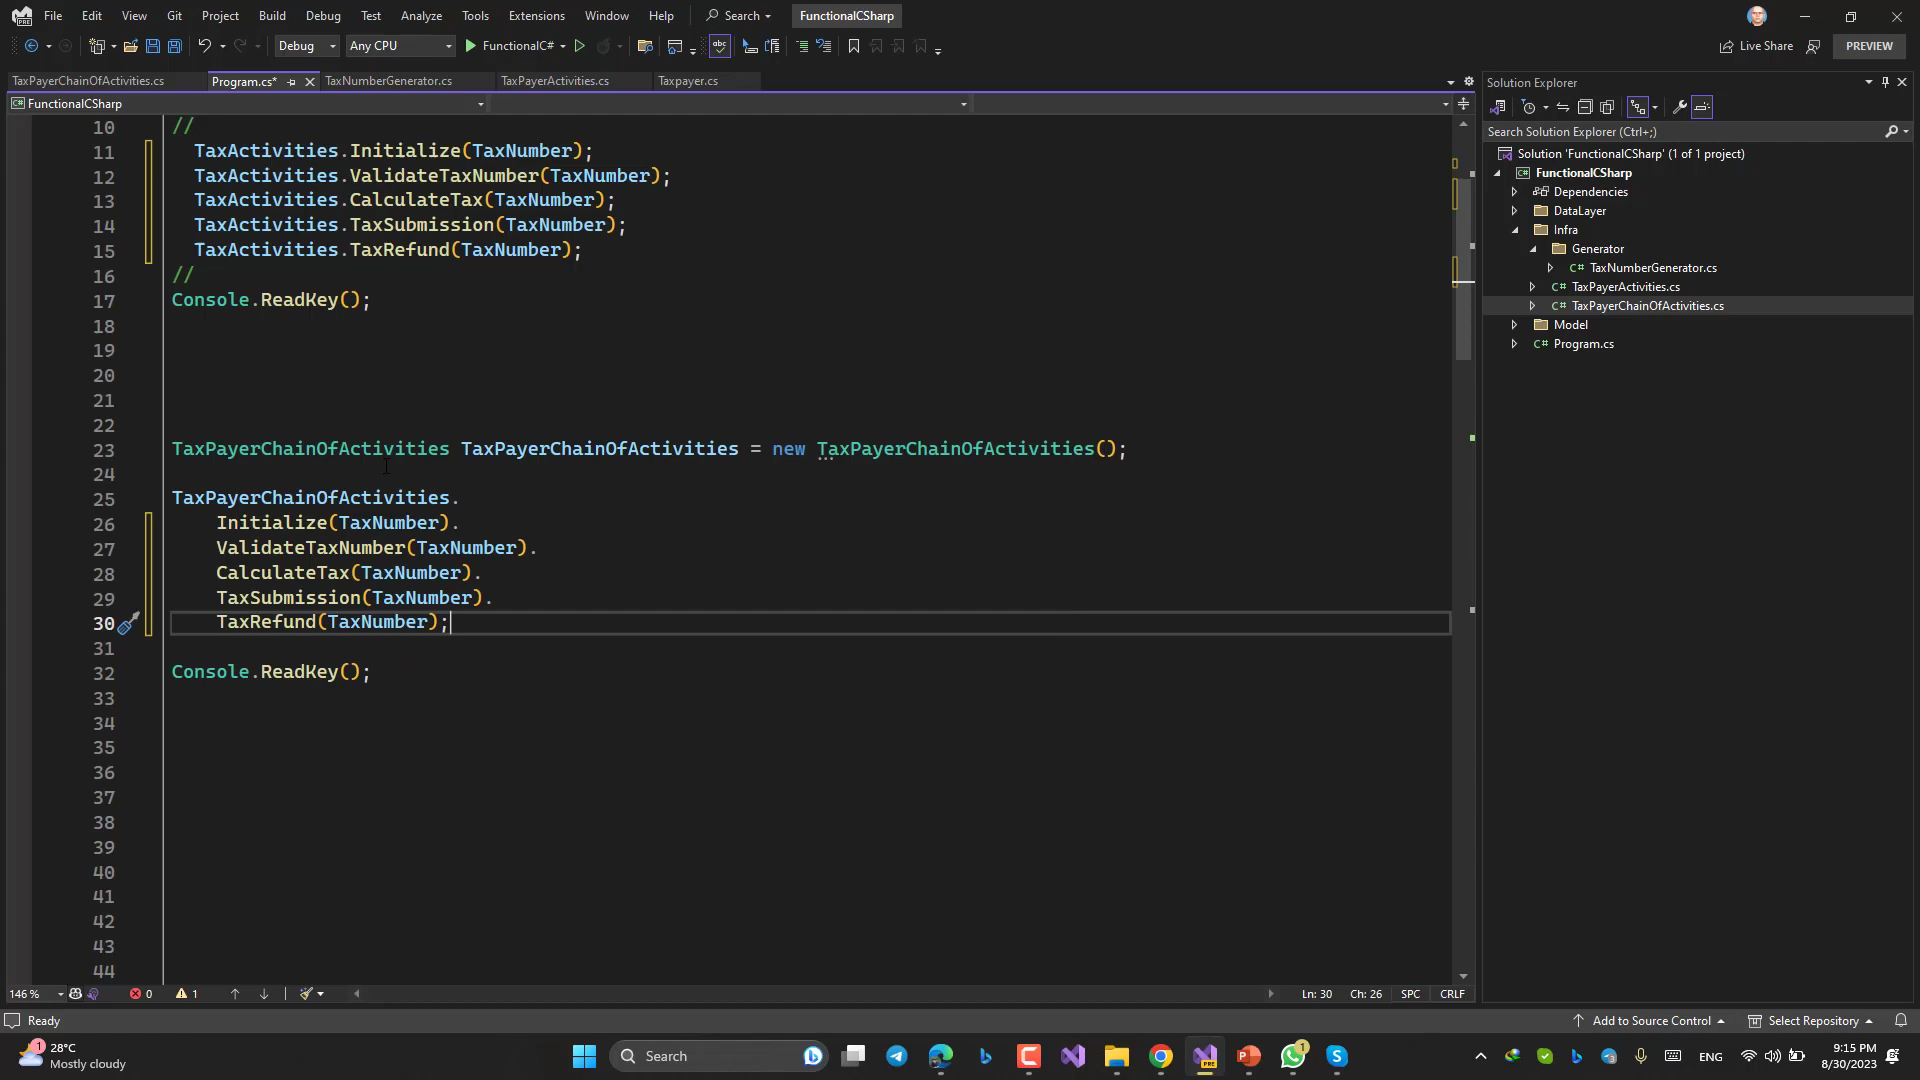 File Edit View Git Project Build Debug Test Analyze Tools Extensions Window Help Search FunctionalCSharp
Debug Any CPU FunctionalC# Live Share PREVIEW
TaxPayerChainOfActivities.cs Program.cs* TaxNumberGenerator.cs TaxPayerActivities.cs Taxpayer.cs
C# FunctionalCSharp
10 //
11 TaxActivities.Initialize(TaxNumber);
12 TaxActivities.ValidateTaxNumber(TaxNumber);
13 TaxActivities.CalculateTax(TaxNumber);
14 TaxActivities.TaxSubmission(TaxNumber);
15 TaxActivities.TaxRefund(TaxNumber);
16 //
17 Console.ReadKey();
18
19
20
21
22
23 TaxPayerChainOfActivities TaxPayerChainOfActivities = new TaxPayerChainOfActivities();
24
25 TaxPayerChainOfActivities.
26 Initialize(TaxNumber).
27 ValidateTaxNumber(TaxNumber).
28 CalculateTax(TaxNumber).
29 TaxSubmission(TaxNumber).
30 TaxRefund(TaxNumber);
31
32 Console.ReadKey();
33
34
35
36
37
38
39
40
41
42
43
44
146 % 0 1 Ln: 30 Ch: 26 SPC CRLF
Solution Explorer
Search Solution Explorer (Ctrl+;)
Solution 'FunctionalCSharp' (1 of 1 project)
C# FunctionalCSharp
Dependencies
DataLayer
Infra
Generator
C# TaxNumberGenerator.cs
C# TaxPayerActivities.cs
C# TaxPayerChainOfActivities.cs
Model
C# Program.cs
Ready Add to Source Control Select Repository
1 28°C
Mostly cloudy
Search
1
ENG
9:15 PM
8/30/2023